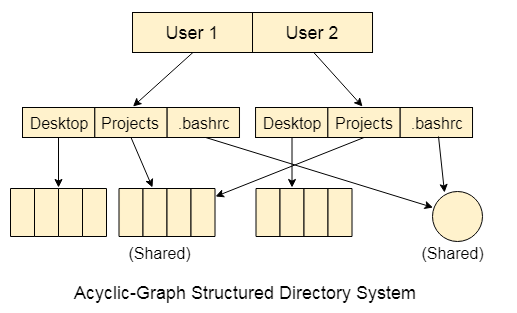 User 1 User 2
Desktop Projects .bashrc Desktop Projects .bashrc
(Shared) (Shared)
Acyclic-Graph Structured Directory System